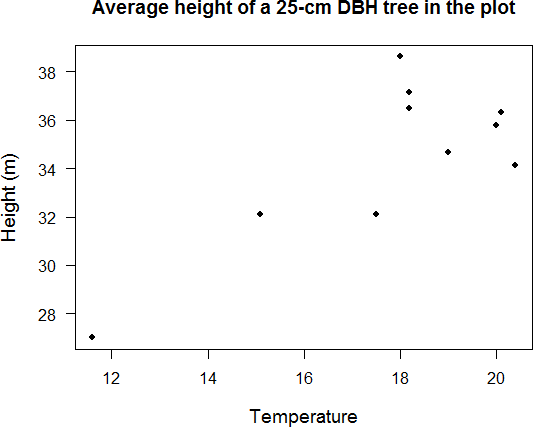 Average height of a 25-cm DBH tree in the plot
38
36
34
32
30
28
Height (m)
12 14 16 18 20
Temperature